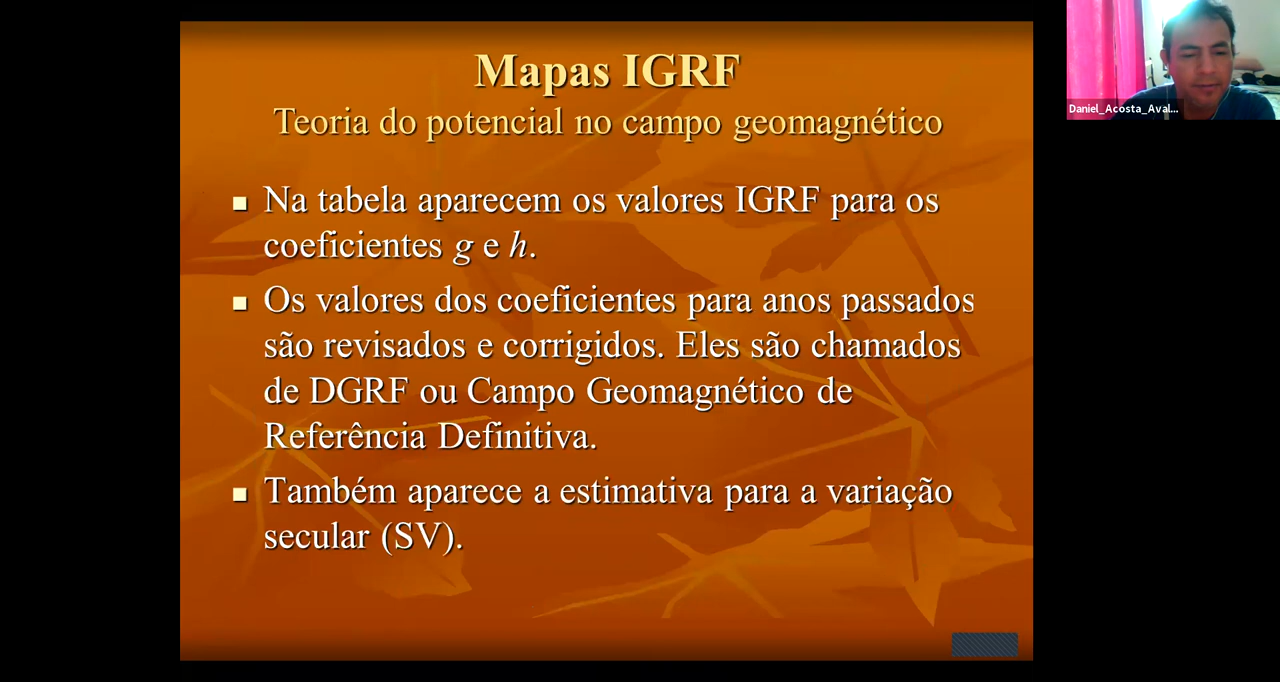 Mapas IGRF
Teoria do potencial no campo geomagnético
Na tabela aparecem os valores IGRF para os
coeficientes g e h.
Os valores dos coeficientes para anos passados
são revisados e corrigidos. Eles são chamados
de DGRF ou Campo Geomagnético de
Referência Definitiva.
Também aparece a estimativa para a variação
secular (SV).
Daniel_Acosta_Aval...